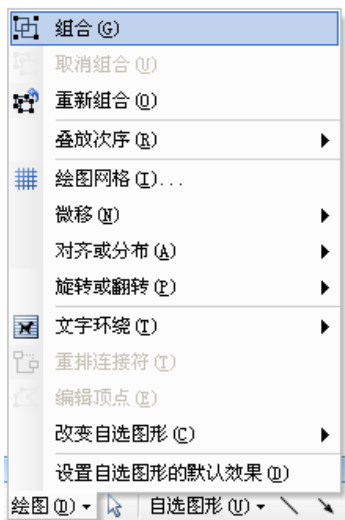 组合(G)
取消组合(U)
重新组合(O)
叠放次序(R)
绘图网格(I)...
微移(N)
对齐或分布(A)
旋转或翻转(P)
文字环绕(T)
重排连接符(T)
编辑顶点(E)
改变自选图形(C)
设置自选图形的默认效果(D)
绘图(D) 自选图形(U)